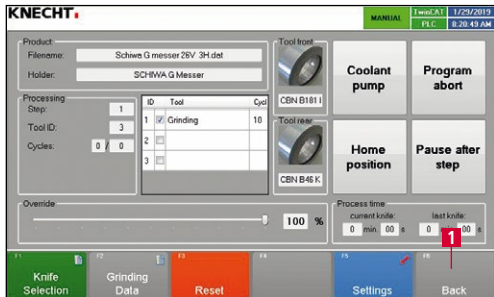 KNECHT
MANUAL
TwinCAT 1/29/2019
PLC 8:20:49 AM
Product
Filename: Schiwa G messer 26V 3H.dat
Holder: SCHIWA G Messer
Tool front
CBN B181 I
Coolant pump
Program abort
Processing
Step: 1
Tool ID: 3
Cycles: 0 / 0
ID Tool Cycl
1 Grinding 10
2
3
Tool rear
CBN B46 K
Home position
Pause after step
Override
100 %
Process time
current knife: last knife:
0 min. 00 s 0 00 s
1
F1 Knife Selection
F2 Grinding Data
F3 Reset
F4
F5 Settings
F6 Back